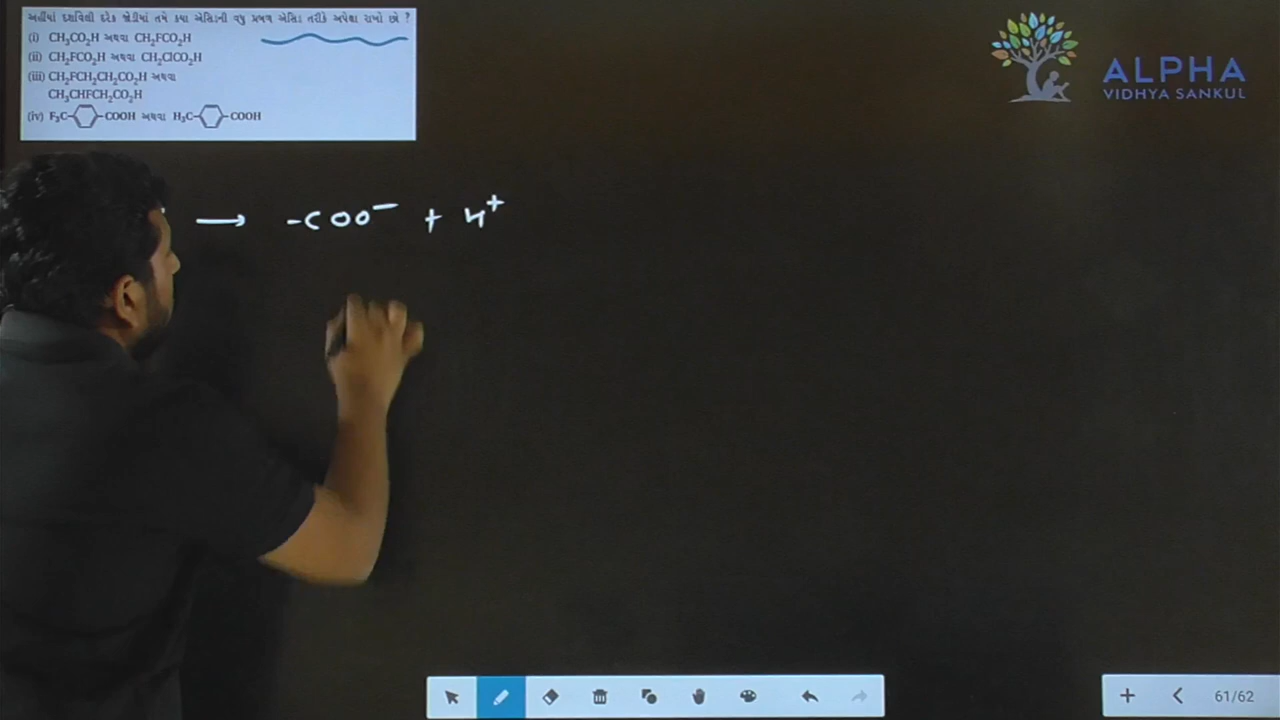 અહીંયાં દર્શાવેલી દરેક જોડીમાં તમે કયા એસિડની વધુ પ્રબળ એસિડ તરીકે અપેક્ષા રાખો છો ?
(i) CH₃CO₂H અથવા CH₂FCO₂H
(ii) CH₂FCO₂H અથવા CH₂ClCO₂H
(iii) CH₂FCH₂CH₂CO₂H અથવા
CH₃CHFCH₂CO₂H
(iv) F₃C- -COOH અથવા H₃C- -COOH
ALPHA
VIDHYA SANKUL
⟶ -COO⁻ + H⁺
61/62